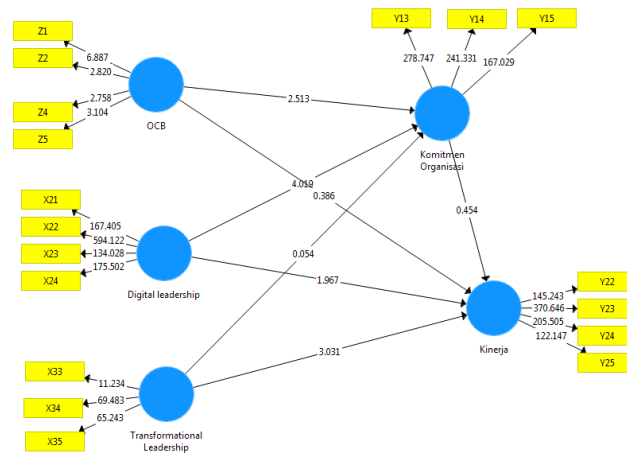 Z1
Z2
Z4
Z5
6.887
2.820
2.758
3.104
OCB
Y13
Y14
Y15
278.747
241.331
167.029
Komitmen
Organisasi
2.513
4.019
0.386
0.054
0.454
1.967
3.031
X21
X22
X23
X24
167.405
594.122
134.028
175.502
Digital leadership
X33
X34
X35
11.234
69.483
65.243
Transformational
Leadership
Kinerja
145.243
370.646
205.505
122.147
Y22
Y23
Y24
Y25